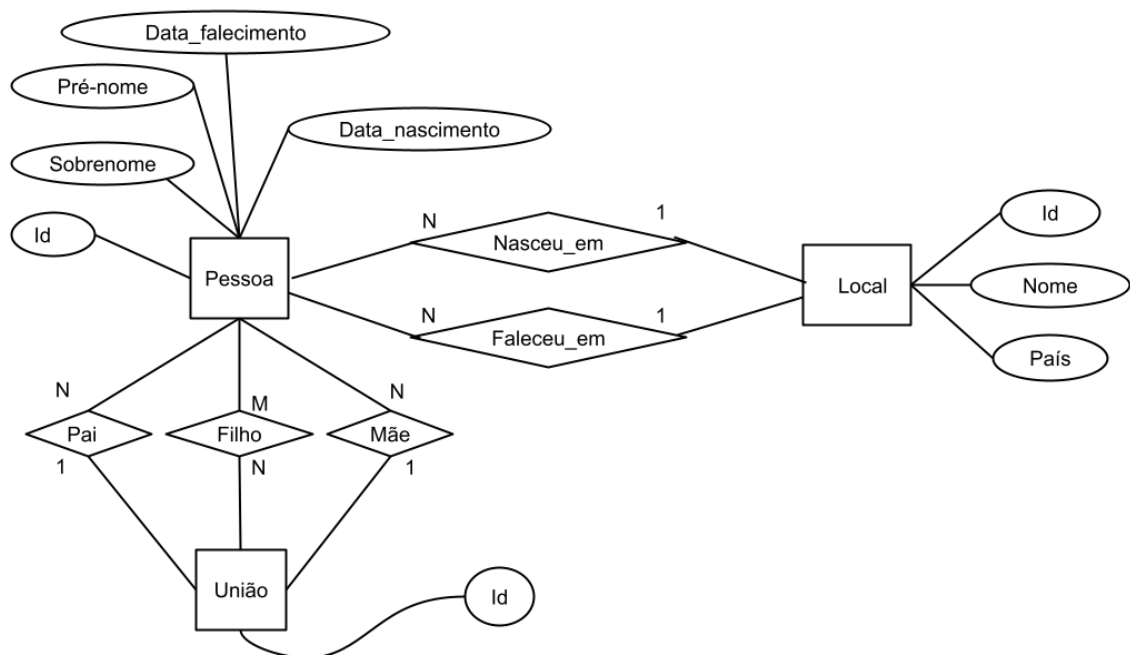 Data_falecimento
Pré-nome
Data_nascimento
Sobrenome
Id
Pessoa
N
Nasceu_em
1
N
Faleceu_em
1
Local
Id
Nome
País
N
Pai
1
M
Filho
N
N
Mãe
1
União
Id